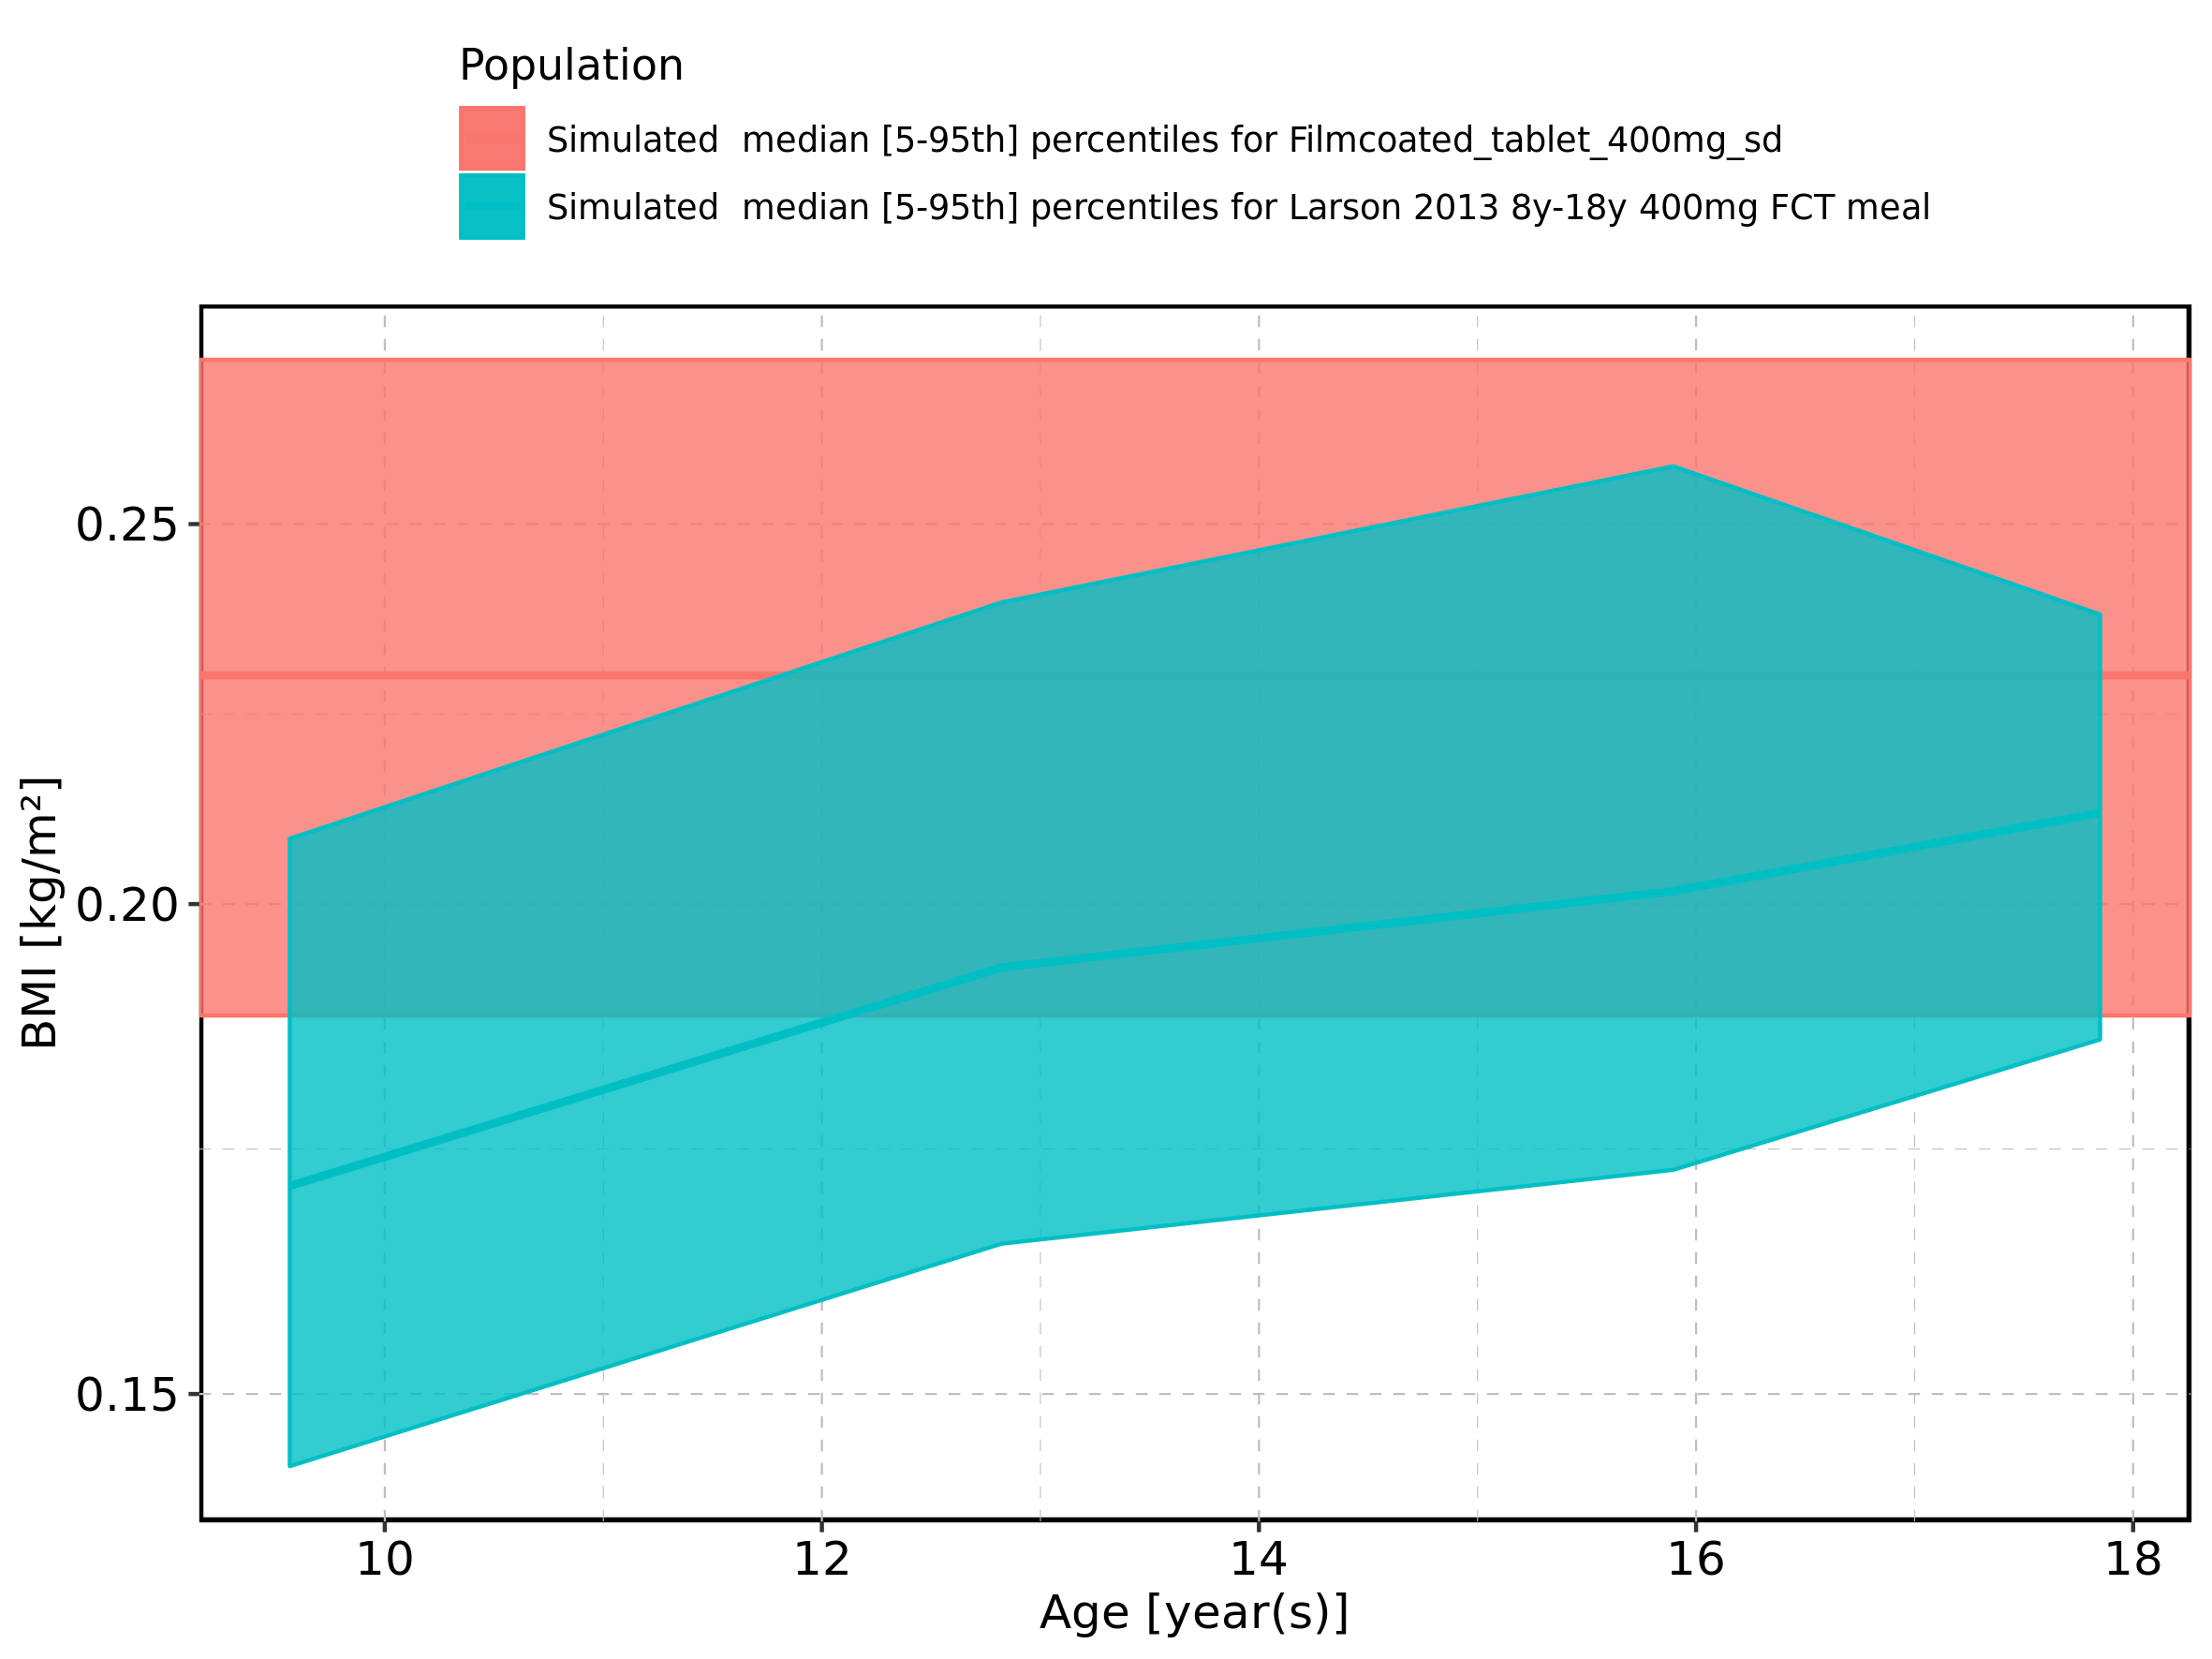 Population
Simulated  median [5-95th] percentiles for Filmcoated_tablet_400mg_sd
Simulated  median [5-95th] percentiles for Larson 2013 8y-18y 400mg FCT meal
BMI [kg/m²]
0.25
0.20
0.15
10 12 14 16 18
Age [year(s)]